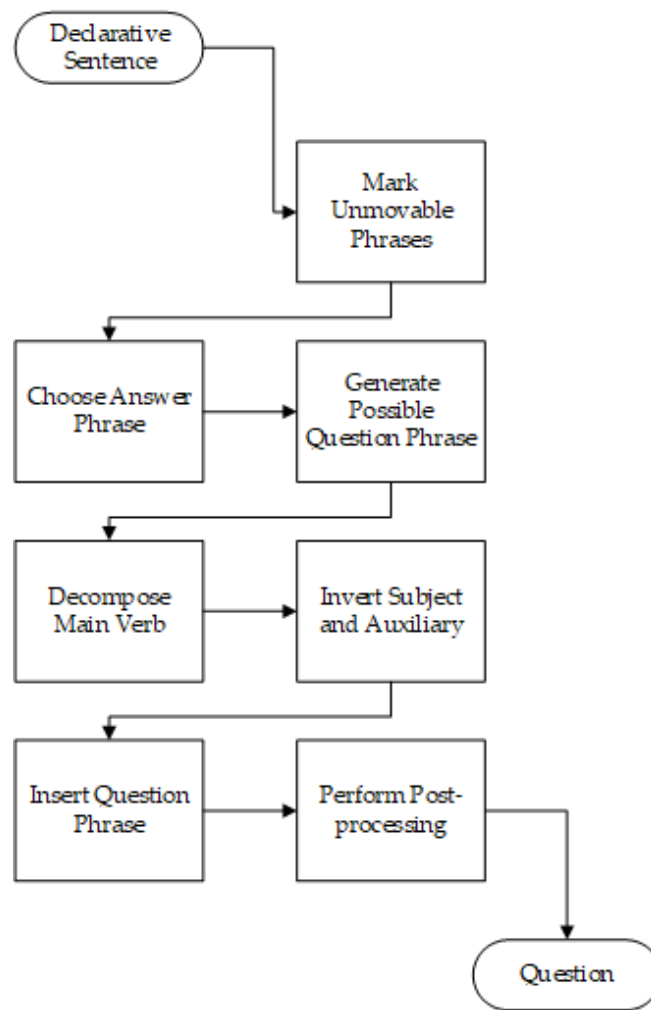 Declarative
Sentence
Mark
Unmovable
Phrases
Choose Answer
Phrase
Generate
Possible
Question Phrase
Decompose
Main Verb
Invert Subject
and Auxiliary
Insert Question
Phrase
Perform Post-
processing
Question